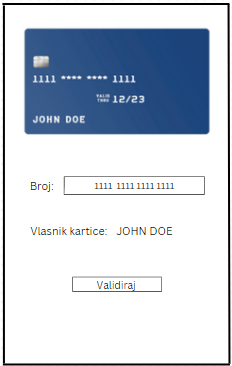 1111 **** **** 1111
VALID THRU 12/23
JOHN DOE
Broj: 1111 1111 1111 1111
Vlasnik kartice: JOHN DOE
Validiraj